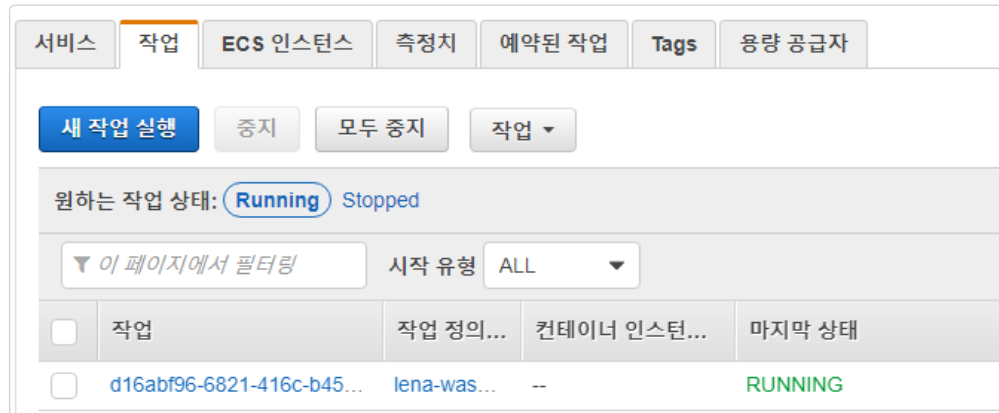 서비스 작업 ECS 인스턴스 측정치 예약된 작업 Tags 용량 공급자
새 작업 실행 중지 모두 중지 작업
원하는 작업 상태: Running Stopped
이 페이지에서 필터링 시작 유형 ALL
작업 작업 정의... 컨테이너 인스턴... 마지막 상태
d16abf96-6821-416c-b45... lena-was... -- RUNNING